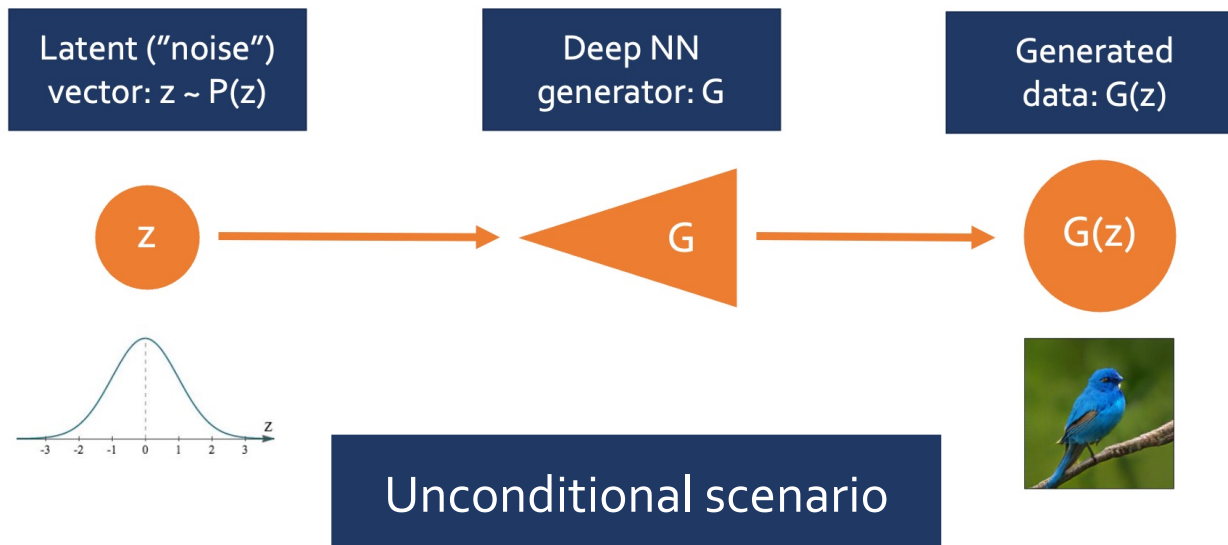 Latent ("noise")
vector: z ~ P(z)
Deep NN
generator: G
Generated
data: G(z)
z
G
G(z)
z
-3 -2 -1 0 1 2 3
Unconditional scenario